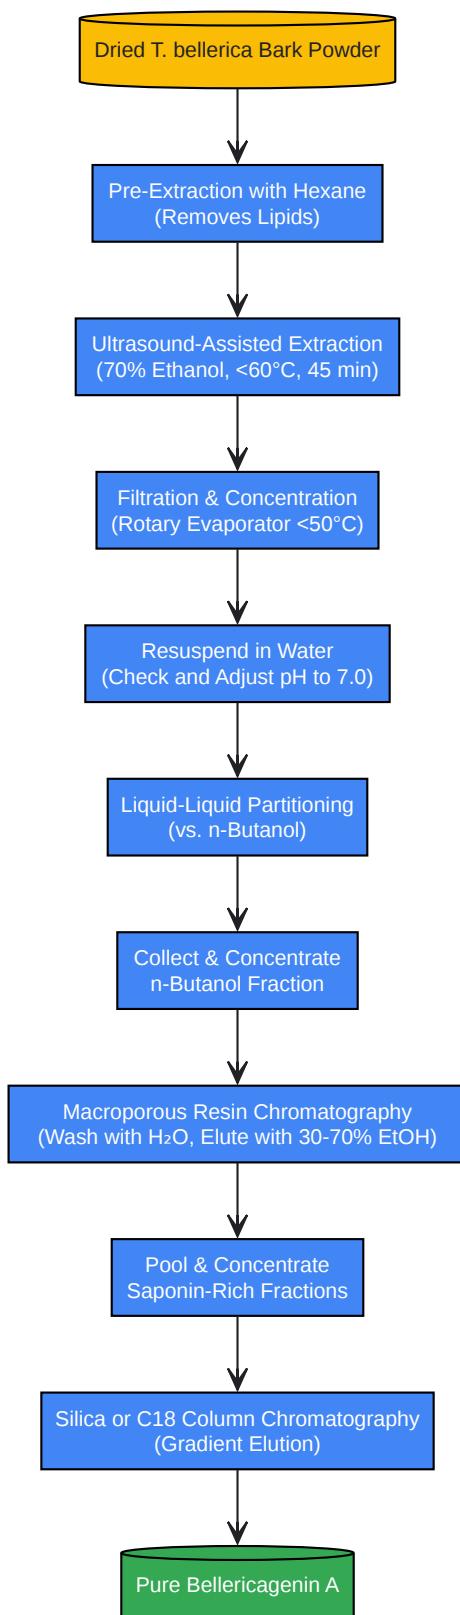 Dried T. bellerica Bark Powder
Pre-Extraction with Hexane
(Removes Lipids)
Ultrasound-Assisted Extraction
(70% Ethanol, <60°C, 45 min)
Filtration & Concentration
(Rotary Evaporator <50°C)
Resuspend in Water
(Check and Adjust pH to 7.0)
Liquid-Liquid Partitioning
(vs. n-Butanol)
Collect & Concentrate
n-Butanol Fraction
Macroporous Resin Chromatography
(Wash with H₂O, Elute with 30-70% EtOH)
Pool & Concentrate
Saponin-Rich Fractions
Silica or C18 Column Chromatography
(Gradient Elution)
Pure Bellericagenin A